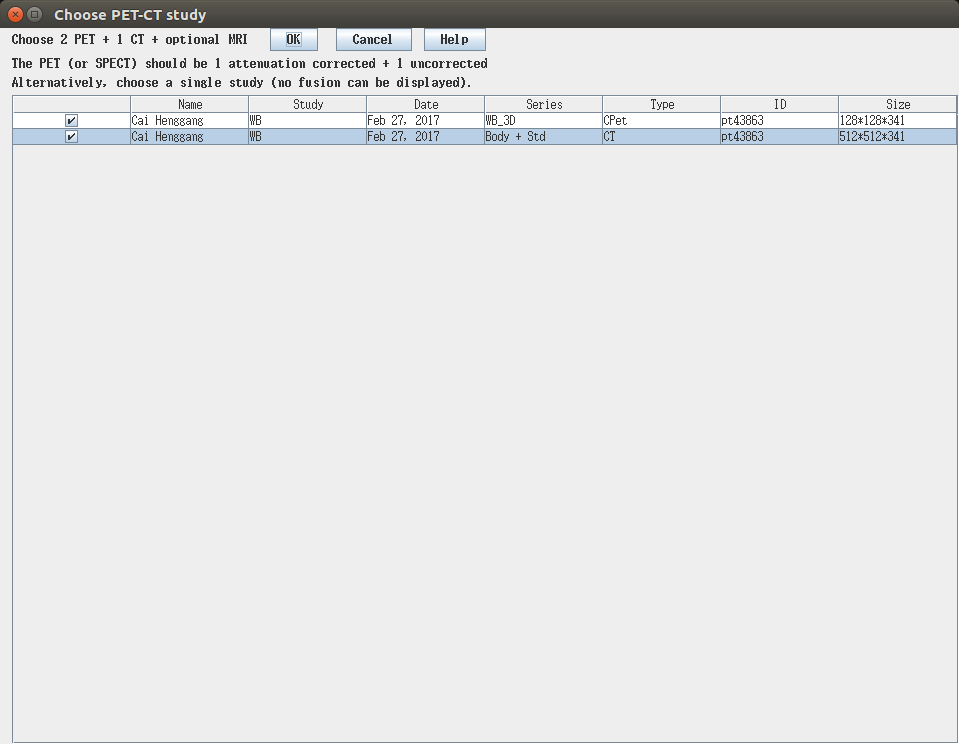 Choose PET-CT study
Choose 2 PET + 1 CT + optional MRI OK Cancel Help
The PET (or SPECT) should be 1 attenuation corrected + 1 uncorrected
Alternatively, choose a single study (no fusion can be displayed).
Name Study Date Series Type ID Size
Cai Henggang WB Feb 27, 2017 WB_3D CPet pt43863 128*128*341
Cai Henggang WB Feb 27, 2017 Body + Std CT pt43863 512*512*341